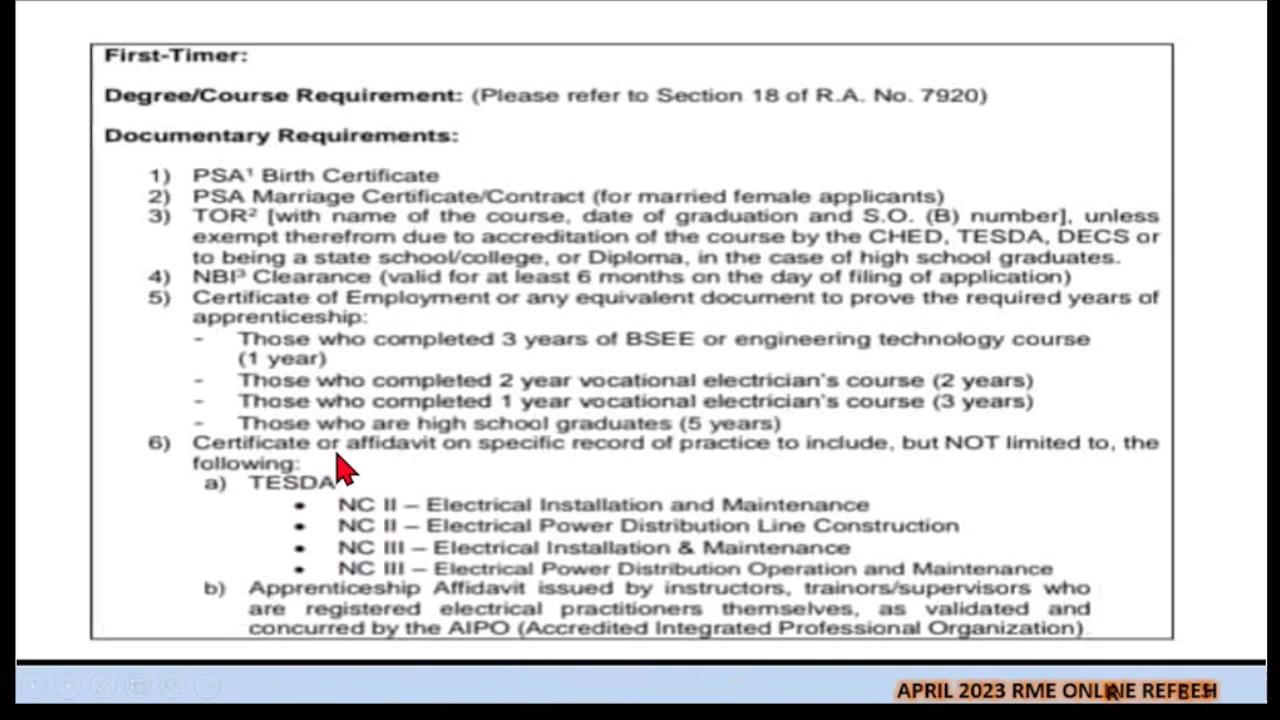 First-Timer:
Degree/Course Requirement: (Please refer to Section 18 of R.A. No. 7920)
Documentary Requirements:
1) PSA¹ Birth Certificate
2) PSA Marriage Certificate/Contract (for married female applicants)
3) TOR² [with name of the course, date of graduation and S.O. (B) number], unless
exempt therefrom due to accreditation of the course by the CHED, TESDA, DECS or
to being a state school/college, or Diploma, in the case of high school graduates.
4) NBI³ Clearance (valid for at least 6 months on the day of filing of application)
5) Certificate of Employment or any equivalent document to prove the required years of
apprenticeship:
- Those who completed 3 years of BSEE or engineering technology course
(1 year)
- Those who completed 2 year vocational electrician's course (2 years)
- Those who completed 1 year vocational electrician's course (3 years)
- Those who are high school graduates (5 years)
6) Certificate or affidavit on specific record of practice to include, but NOT limited to, the
following:
a) TESDA
• NC II – Electrical Installation and Maintenance
• NC II – Electrical Power Distribution Line Construction
• NC III – Electrical Installation & Maintenance
• NC III – Electrical Power Distribution Operation and Maintenance
b) Apprenticeship Affidavit issued by instructors, trainors/supervisors who
are registered electrical practitioners themselves, as validated and
concurred by the AIPO (Accredited Integrated Professional Organization)
APRIL 2023 RME ONLINE